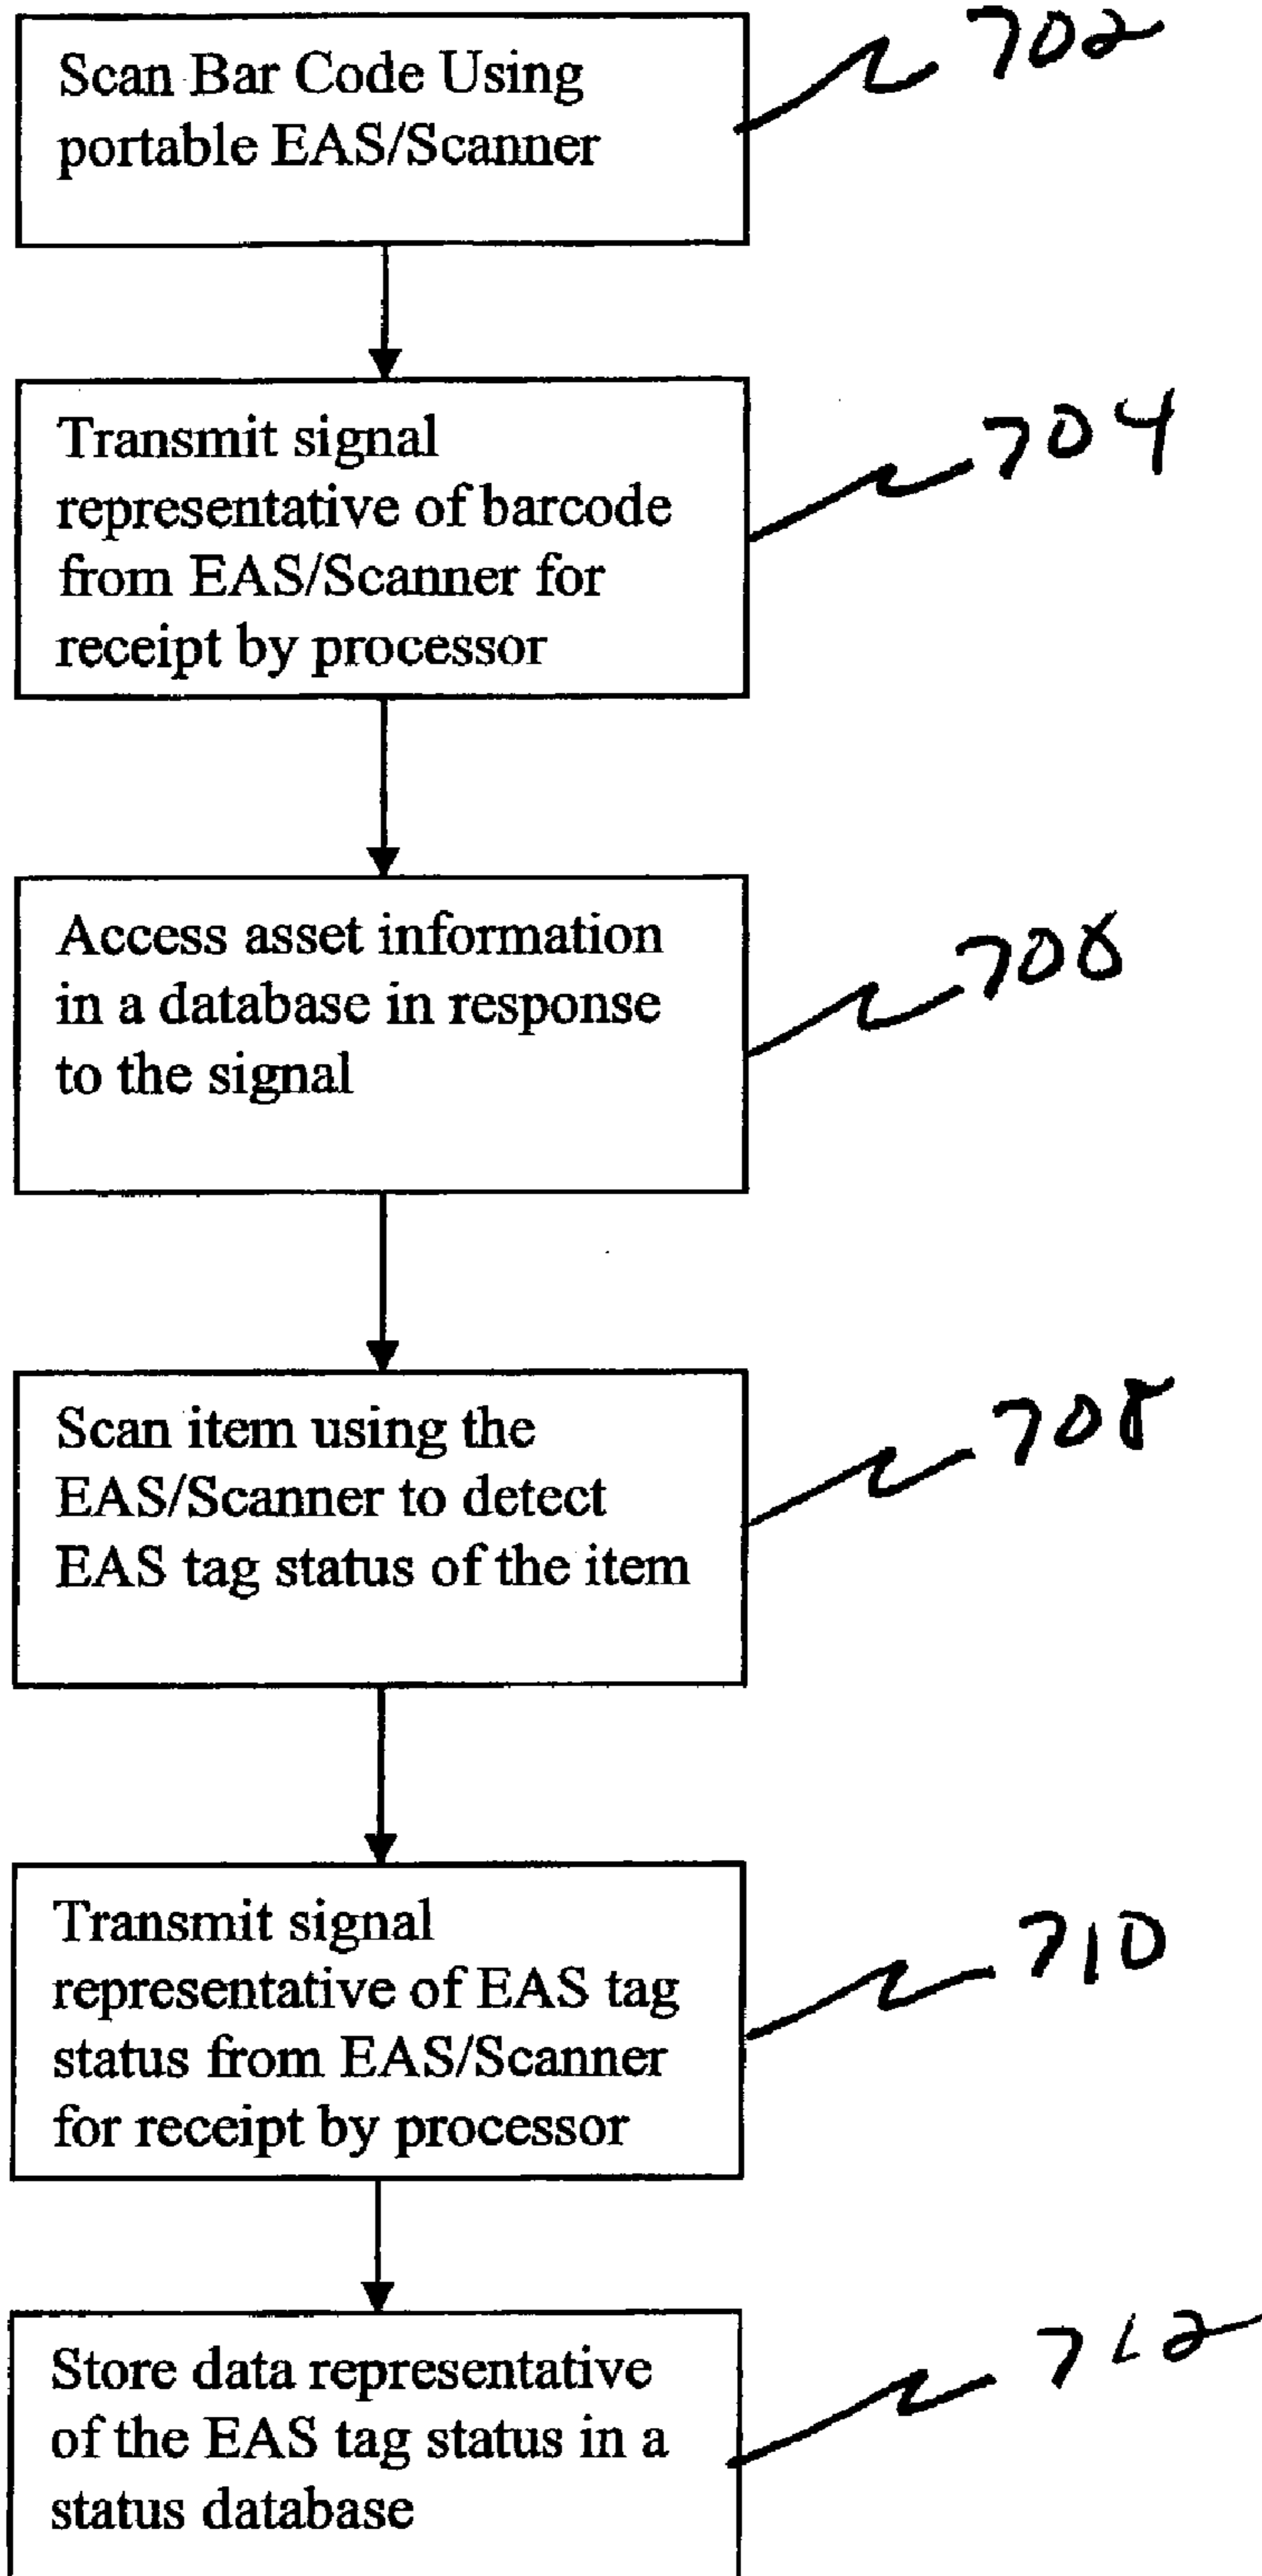 Scan Bar Code Using
portable EAS/Scanner
702
Transmit signal
representative of barcode
from EAS/Scanner for
receipt by processor
704
Access asset information
in a database in response
to the signal
706
Scan item using the
EAS/Scanner to detect
EAS tag status of the item
708
Transmit signal
representative of EAS tag
status from EAS/Scanner
for receipt by processor
710
Store data representative
of the EAS tag status in a
status database
712